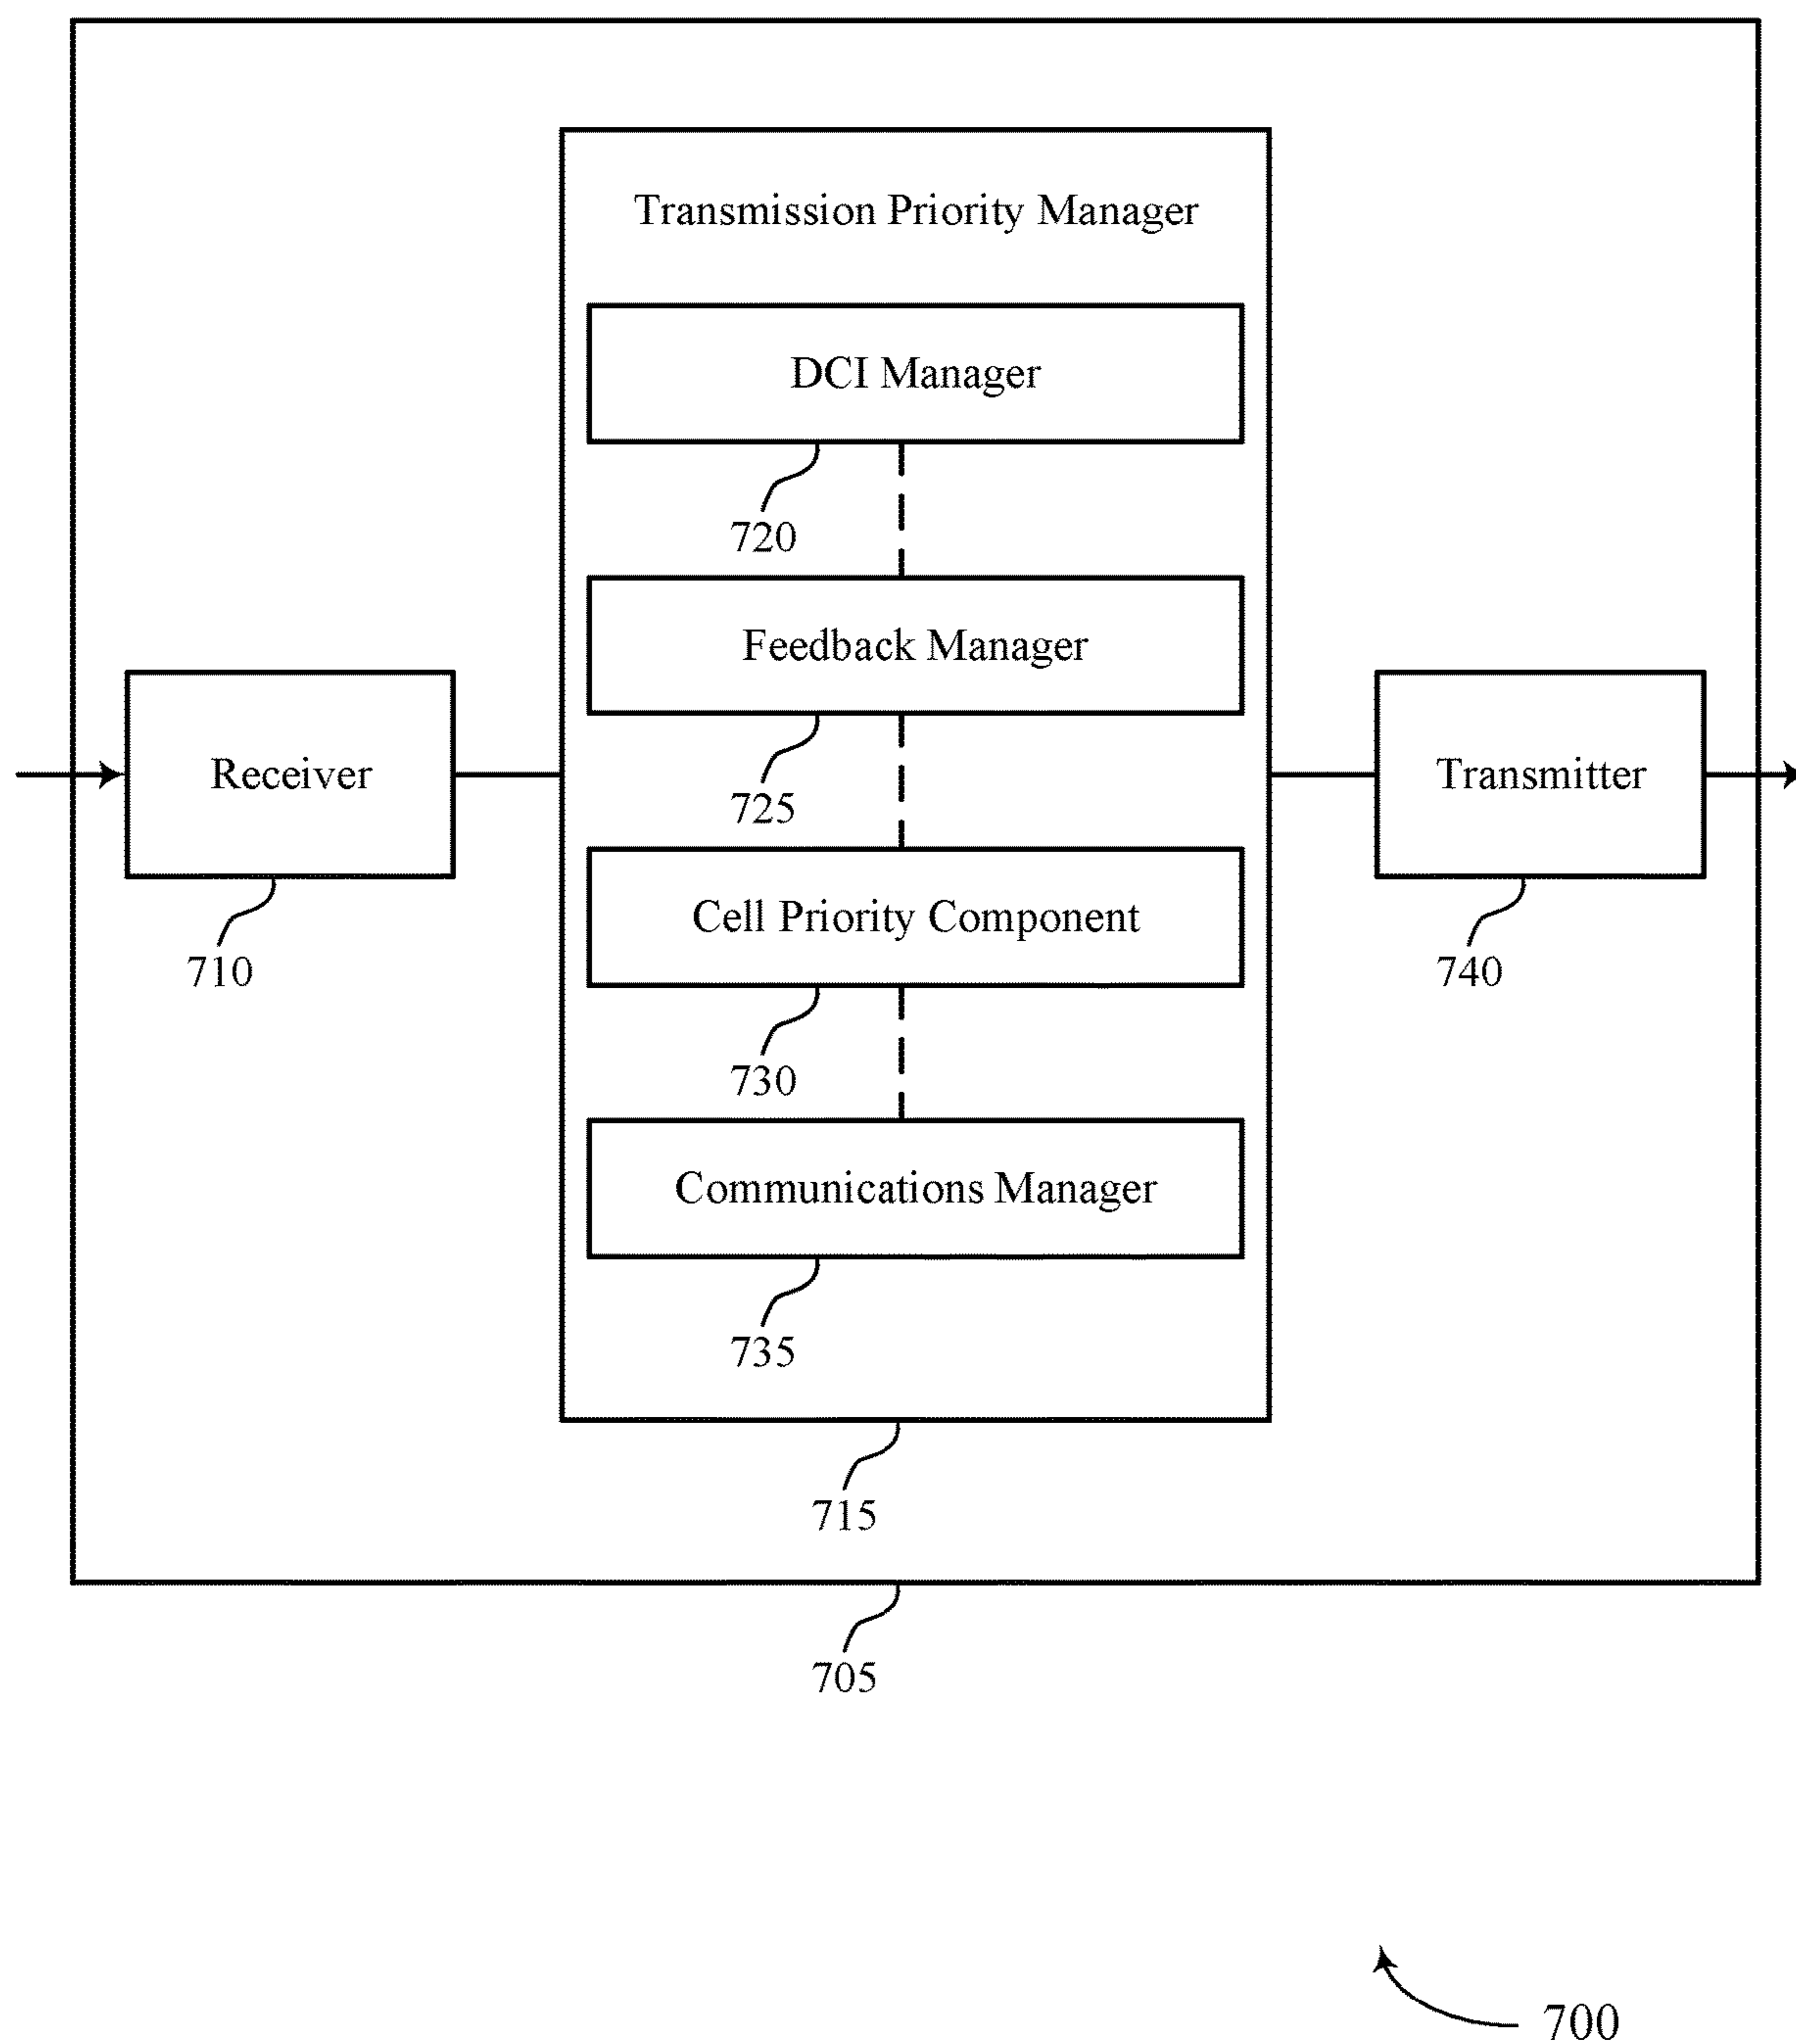 Transmission Priority Manager
DCI Manager
720
Feedback Manager
725
Receiver
710
Transmitter
740
Cell Priority Component
730
Communications Manager
735
715
705
700